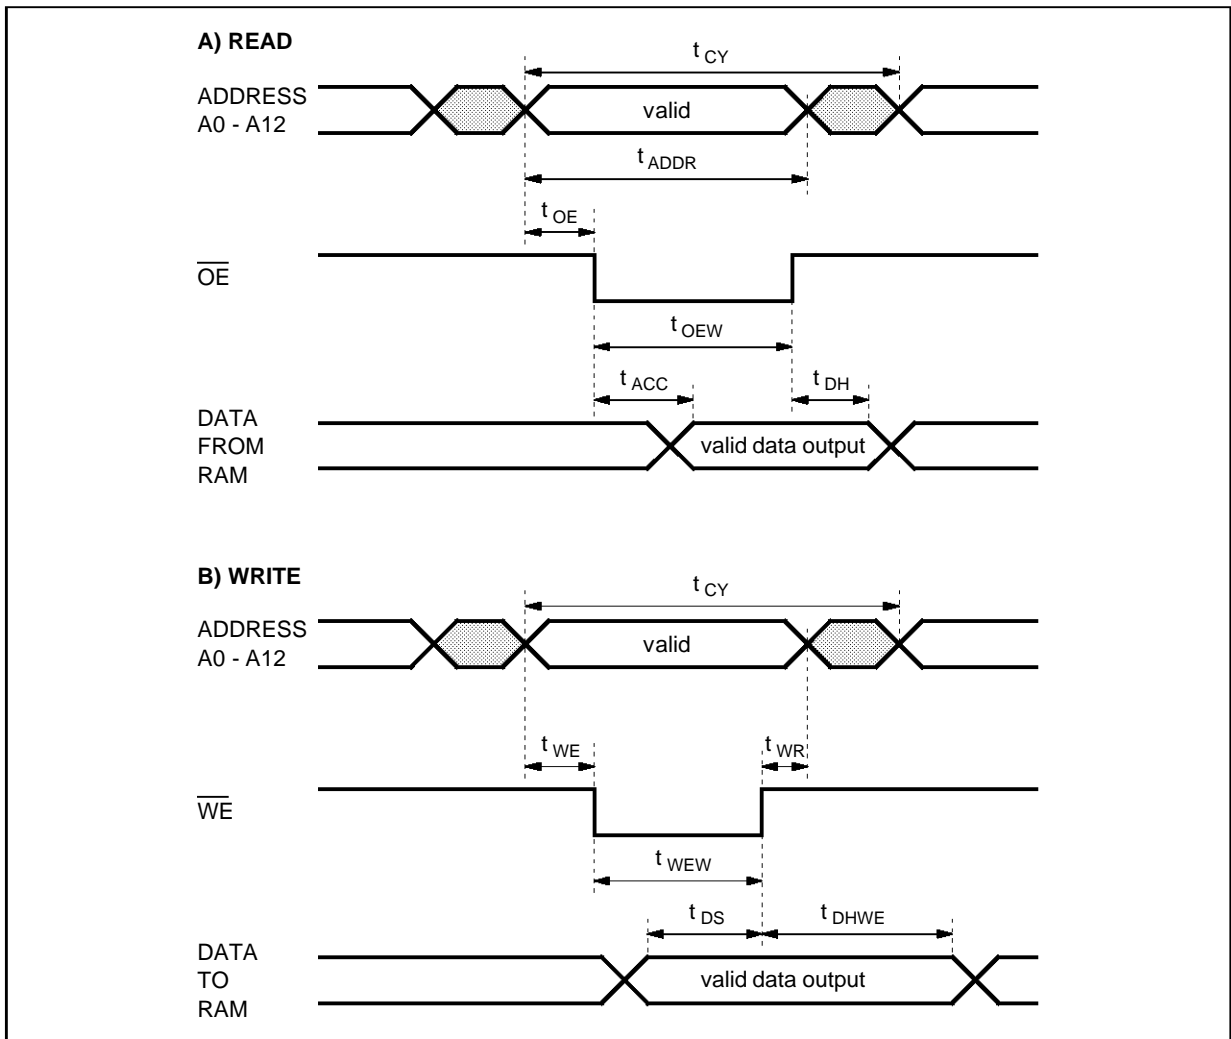 A) READ
t CY
ADDRESS
A0 - A12
valid
t ADDR
t OE
OE
t OEW
t ACC
t DH
DATA
FROM
RAM
valid data output
B) WRITE
t CY
ADDRESS
A0 - A12
valid
t WE
t WR
WE
t WEW
t DS
t DHWE
DATA
TO
RAM
valid data output